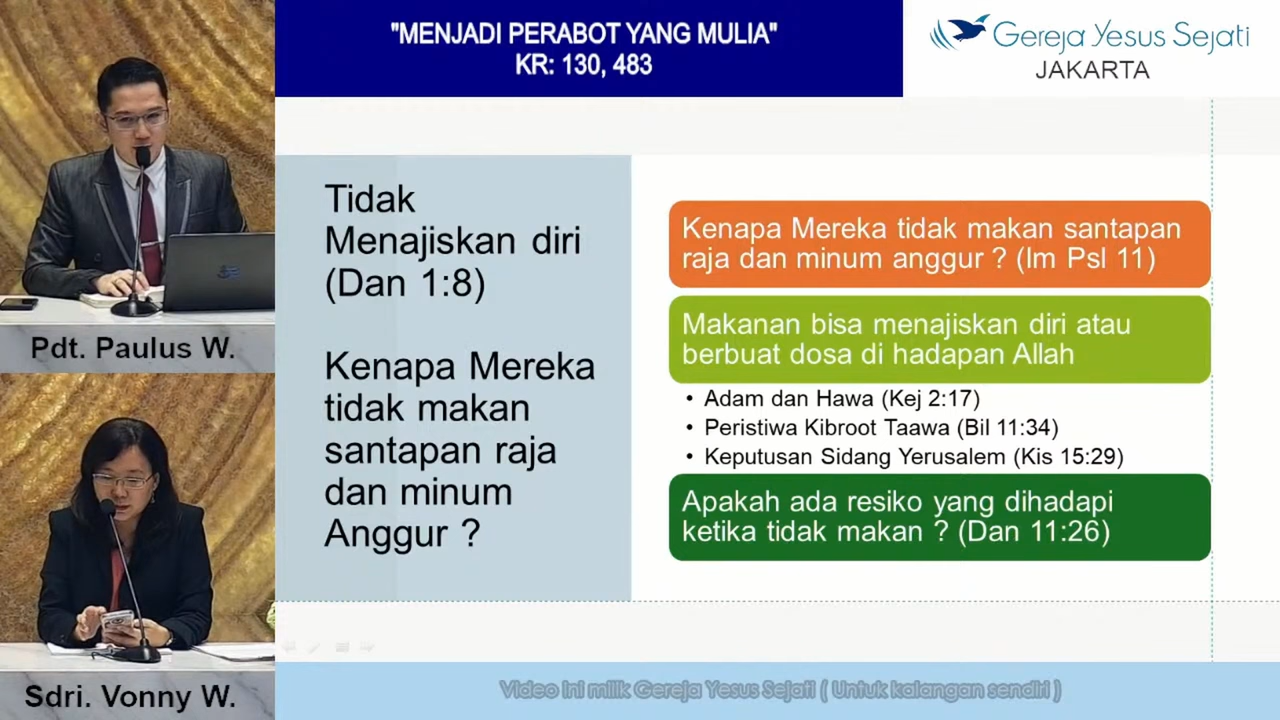 "MENJADI PERABOT YANG MULIA"
KR: 130, 483
Gereja Yesus Sejati
JAKARTA
Pdt. Paulus W.
Sdri. Vonny W.
Tidak
Menajiskan diri
(Dan 1:8)
Kenapa Mereka
tidak makan
santapan raja
dan minum
Anggur ?
Kenapa Mereka tidak makan santapan
raja dan minum anggur ? (Im Psl 11)
Makanan bisa menajiskan diri atau
berbuat dosa di hadapan Allah
• Adam dan Hawa (Kej 2:17)
• Peristiwa Kibroot Taawa (Bil 11:34)
• Keputusan Sidang Yerusalem (Kis 15:29)
Apakah ada resiko yang dihadapi
ketika tidak makan ? (Dan 11:26)
Video ini milik Gereja Yesus Sejati ( Untuk kalangan sendiri )